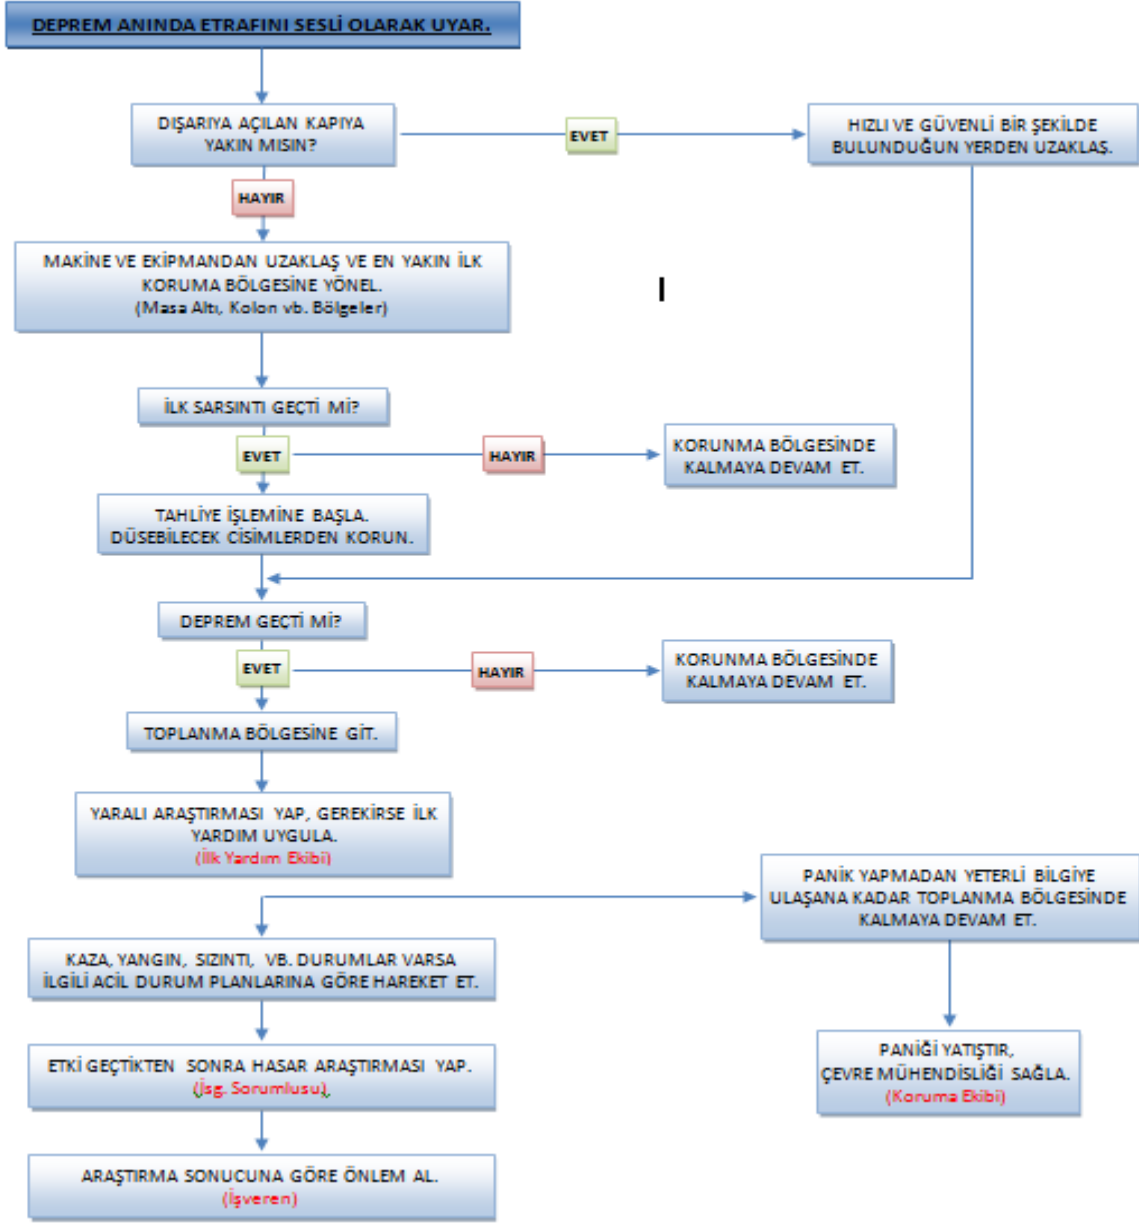 DEPREM ANINDA ETRAFINI SESLİ OLARAK UYAR.
DIŞARIYA AÇILAN KAPIYA
YAKIN MISIN?
EVET
HIZLI VE GÜVENLİ BİR ŞEKİLDE
BULUNDUĞUN YERDEN UZAKLAŞ.
HAYIR
MAKİNE VE EKİPMANDAN UZAKLAŞ VE EN YAKIN İLK
KORUMA BÖLGESİNE YÖNEL.
(Masa Altı, Kolon vb. Bölgeler)
İLK SARSINTI GEÇTİ Mİ?
EVET
HAYIR
KORUNMA BÖLGESİNDE
KALMAYA DEVAM ET.
TAHLİYE İŞLEMİNE BAŞLA.
DÜSEBİLECEK CİSİMLERDEN KORUN.
DEPREM GEÇTİ Mİ?
EVET
HAYIR
KORUNMA BÖLGESİNDE
KALMAYA DEVAM ET.
TOPLANMA BÖLGESİNE GİT.
YARALI ARAŞTIRMASI YAP, GEREKİRSE İLK
YARDIM UYGULA.
(İlk Yardım Ekibi)
PANİK YAPMADAN YETERLİ BİLGİYE
ULAŞANA KADAR TOPLANMA BÖLGESİNDE
KALMAYA DEVAM ET.
KAZA, YANGIN, SIZINTI, VB. DURUMLAR VARSA
İLGİLİ ACİL DURUM PLANLARINA GÖRE HAREKET ET.
ETKİ GEÇTİKTEN SONRA HASAR ARAŞTIRMASI YAP.
(İsg. Sorumlusu)
PANİĞİ YATIŞTIR,
ÇEVRE MÜHENDİSLİĞİ SAĞLA.
(Koruma Ekibi)
ARAŞTIRMA SONUCUNA GÖRE ÖNLEM AL.
(İşveren)